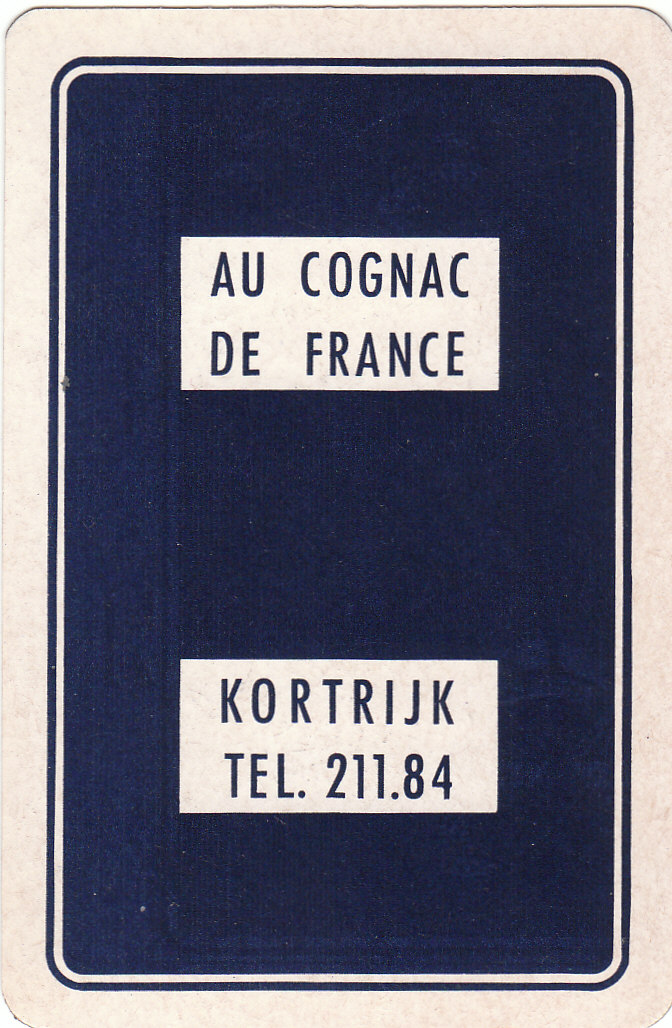 AU COGNAC
DE FRANCE
KORTRIJK
TEL. 211.84